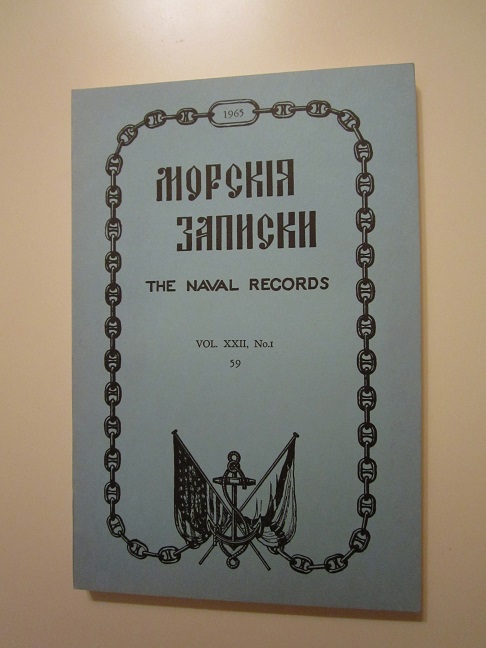 1965
МОРСКІЯ
ЗАПИСКИ
THE NAVAL RECORDS
VOL. XXII, No.1
59